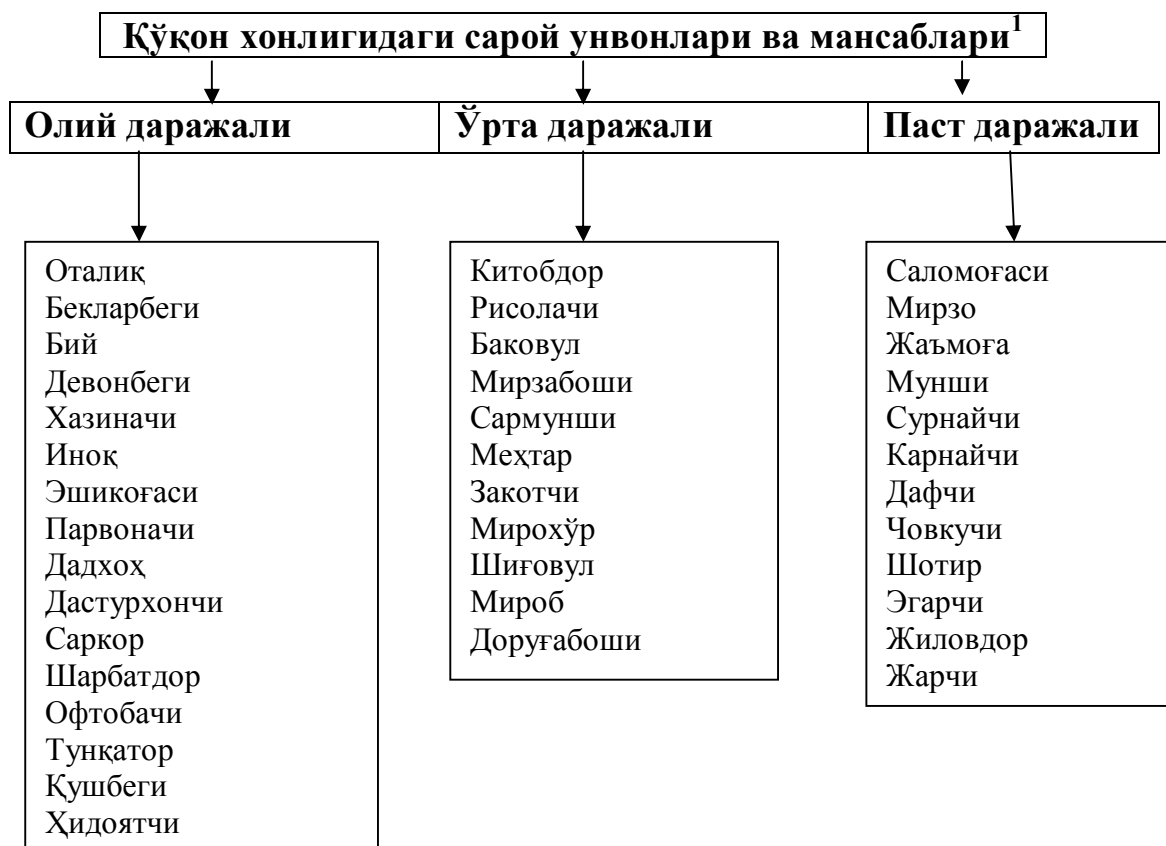 Қўқон хонлигидаги сарой унвонлари ва мансаблари1
Олий даражали
Ўрта даражали
Паст даражали
Оталиқ
Бекларбеги
Бий
Девонбеги
Хазиначи
Иноқ
Эшикоғаси
Парвоначи
Дадхоҳ
Дастурхончи
Саркор
Шарбатдор
Офтобачи
Тунқатор
Қушбеги
Ҳидоятчи
Китобдор
Рисолачи
Баковул
Мирзабоши
Сармунши
Меҳтар
Закотчи
Мирохўр
Шиғовул
Мироб
Доруғабоши
Саломоғаси
Мирзо
Жаъмоға
Мунши
Сурнайчи
Карнайчи
Дафчи
Човкучи
Шотир
Эгарчи
Жиловдор
Жарчи